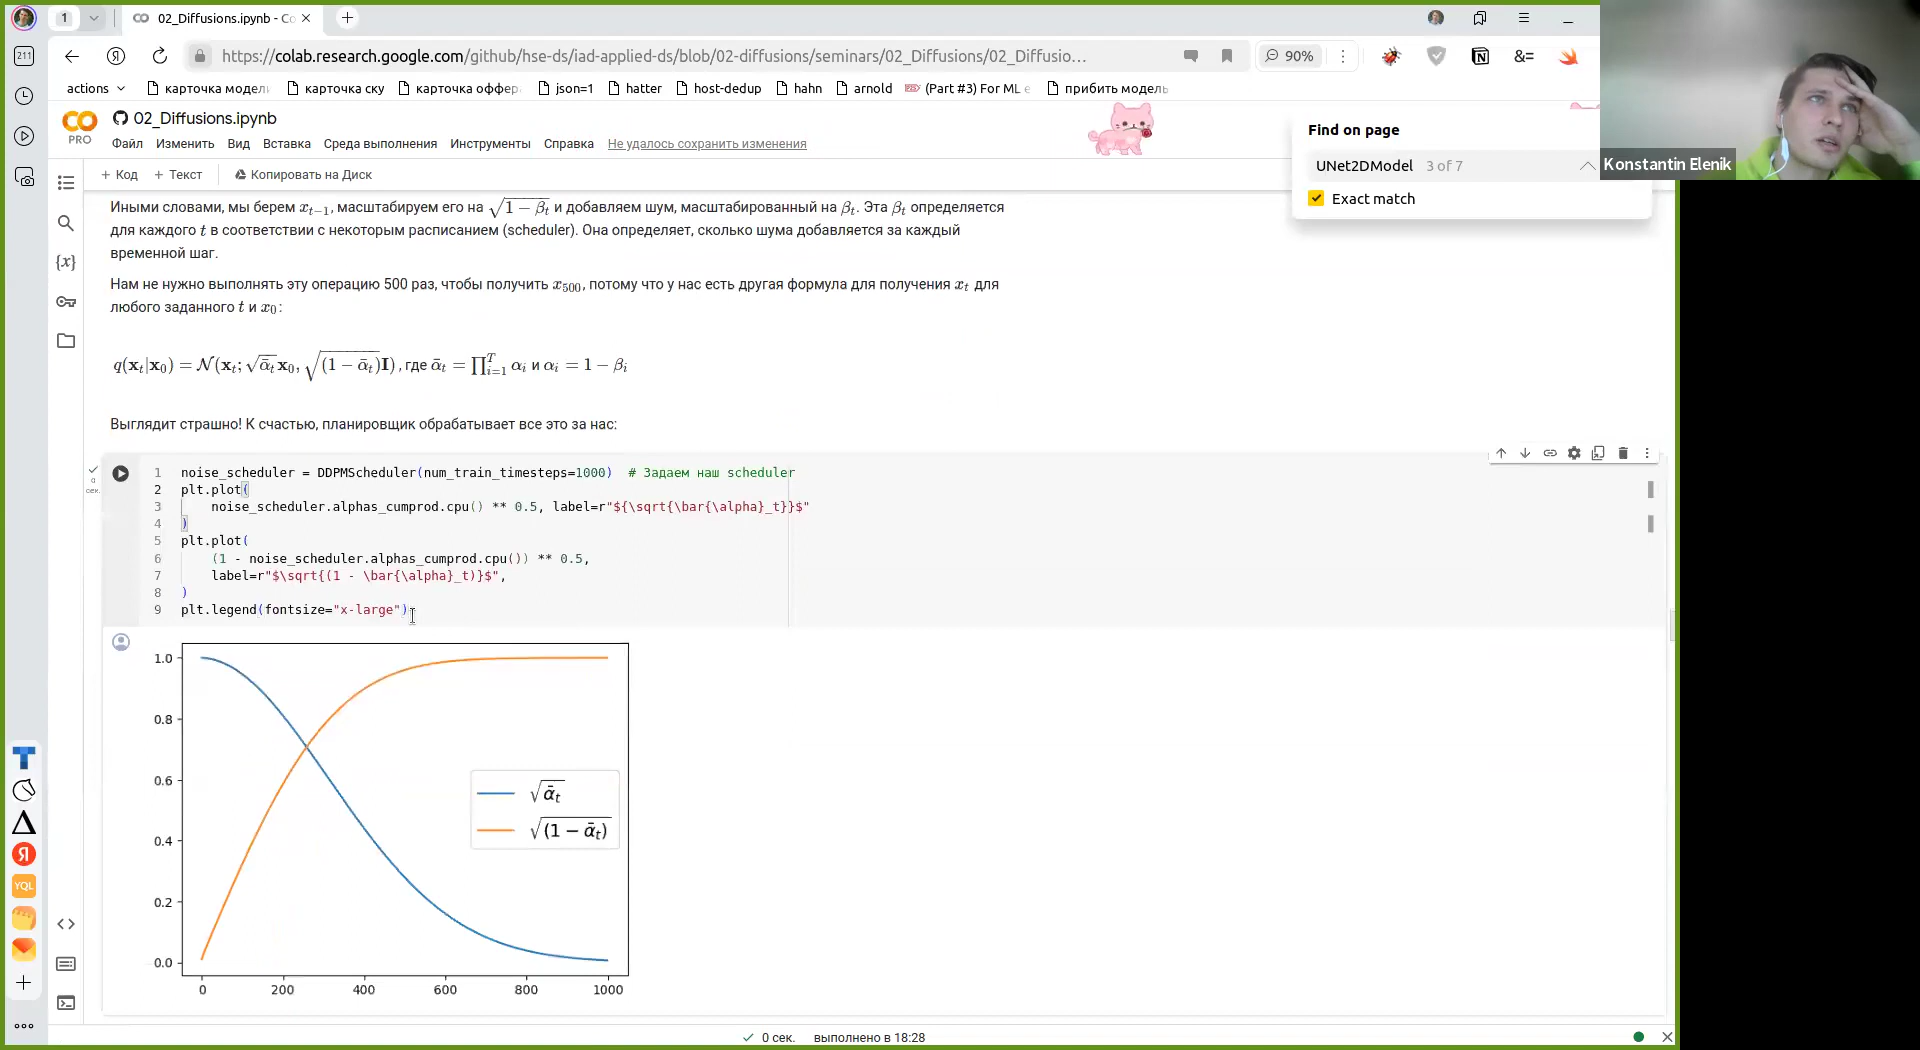 1
02_Diffusions.ipynb - Co
211
https://colab.research.google.com/github/hse-ds/iad-applied-ds/blob/02-diffusions/seminars/02_Diffusions/02_Diffusio…
90%
actions
карточка модели
карточка ску
карточка оффер
json=1
hatter
host-dedup
hahn
arnold
(Part #3) For ML e
прибить модель
PRO
02_Diffusions.ipynb
Файл Изменить Вид Вставка Среда выполнения Инструменты Справка Не удалось сохранить изменения
Find on page
UNet2DModel 3 of 7
Exact match
Konstantin Elenik
+ Код + Текст Копировать на Диск
Иными словами, мы берем x_{t−1}, масштабируем его на √(1 − β_t) и добавляем шум, масштабированный на β_t. Эта β_t определяется
для каждого t в соответствии с некоторым расписанием (scheduler). Она определяет, сколько шума добавляется за каждый
временной шаг.
Нам не нужно выполнять эту операцию 500 раз, чтобы получить x_{500}, потому что у нас есть другая формула для получения x_t для
любого заданного t и x_0:
q(x_t|x_0) = N(x_t; √ᾱ_t x_0, √(1 − ᾱ_t)I), где ᾱ_t = ∏_{i=1}^{T} α_i и α_i = 1 − β_i
Выглядит страшно! К счастью, планировщик обрабатывает все это за нас:
0
сек.
1 noise_scheduler = DDPMScheduler(num_train_timesteps=1000)  # Задаем наш scheduler
2 plt.plot(
3     noise_scheduler.alphas_cumprod.cpu() ** 0.5, label=r"${\sqrt{\bar{\alpha}_t}}$"
4 )
5 plt.plot(
6     (1 - noise_scheduler.alphas_cumprod.cpu()) ** 0.5,
7     label=r"$\sqrt{(1 - \bar{\alpha}_t)}$",
8 )
9 plt.legend(fontsize="x-large")
1.0
0.8
0.6
0.4
0.2
0.0
0 200 400 600 800 1000
√ᾱ_t
√(1 − ᾱ_t)
Я
YQL
0 сек. выполнено в 18:28